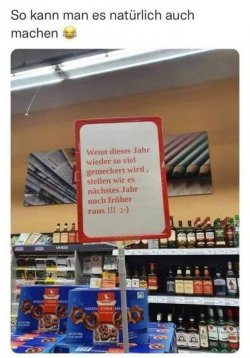 So kann man es natürlich auch
machen 😂
Wenn dieses Jahr
wieder so viel
gemeckert wird ,
stellen wir es
nächstes Jahr
noch früher
raus !!! ;-)